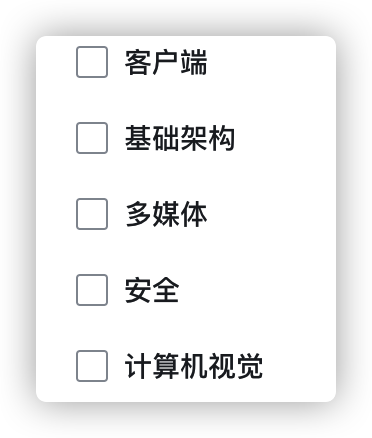 客户端
基础架构
多媒体
安全
计算机视觉